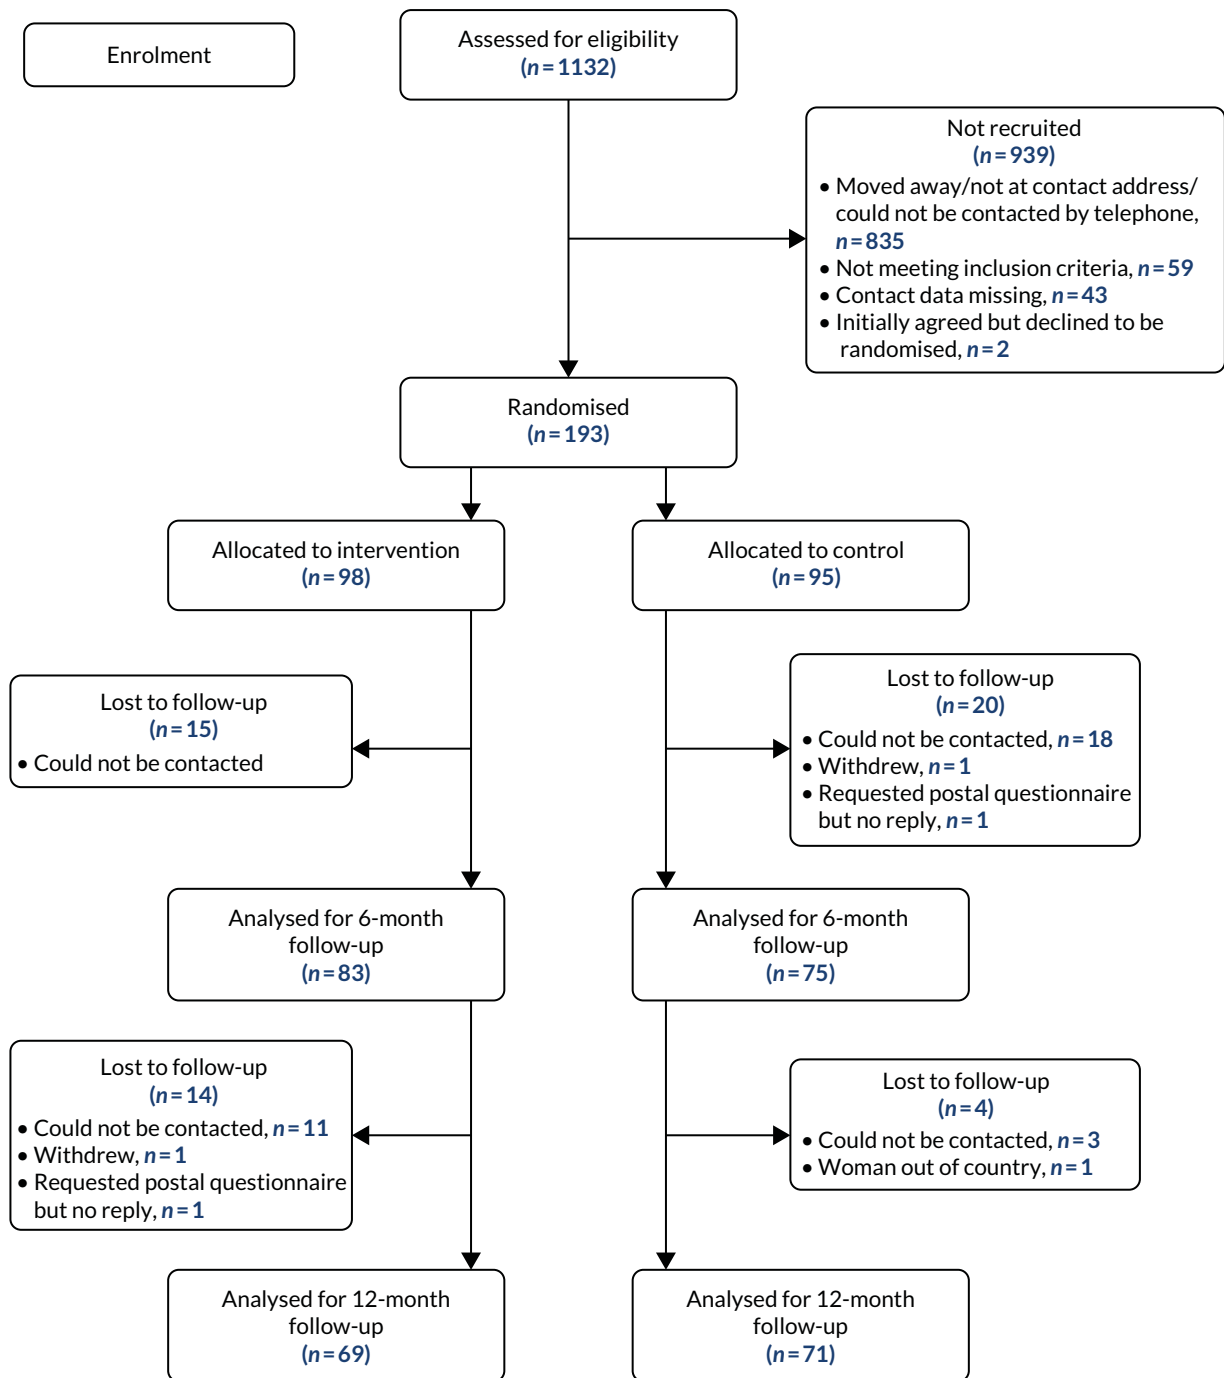 Enrolment
Assessed for eligibility
(n=1132)
Not recruited
(n=939)
• Moved away/not at contact address/
could not be contacted by telephone,
n=835
• Not meeting inclusion criteria, n=59
• Contact data missing, n=43
• Initially agreed but declined to be
randomised, n=2
Randomised
(n=193)
Allocated to intervention
(n=98)
Allocated to control
(n=95)
Lost to follow-up
(n=15)
• Could not be contacted
Lost to follow-up
(n=20)
• Could not be contacted, n=18
• Withdrew, n=1
• Requested postal questionnaire
but no reply, n=1
Analysed for 6-month
follow-up
(n=83)
Analysed for 6-month
follow-up
(n=75)
Lost to follow-up
(n=14)
• Could not be contacted, n=11
• Withdrew, n=1
• Requested postal questionnaire
but no reply, n=1
Lost to follow-up
(n=4)
• Could not be contacted, n=3
• Woman out of country, n=1
Analysed for 12-month
follow-up
(n=69)
Analysed for 12-month
follow-up
(n=71)